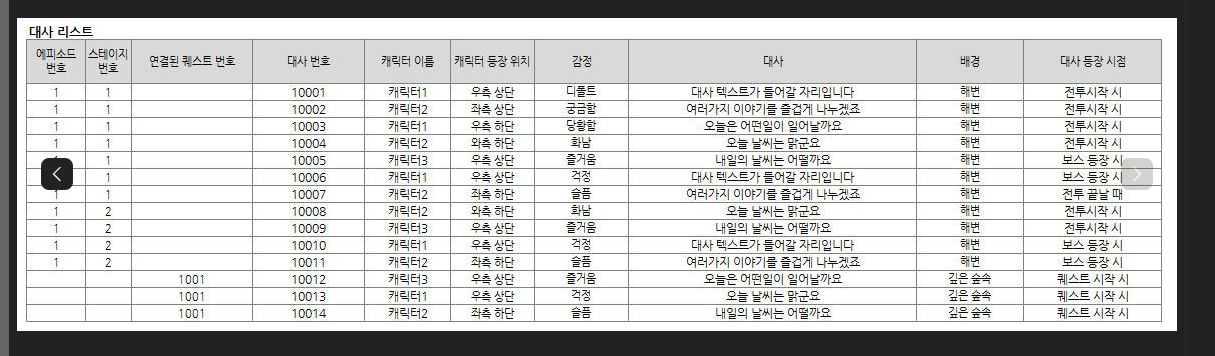 대사 리스트
에피소드 번호 스테이지 번호 연결된 퀘스트 번호 대사 번호 캐릭터 이름 캐릭터 등장 위치 감정 대사 배경 대사 등장 시점
1 1 10001 캐릭터1 우측 상단 디폴트 대사 텍스트가 들어갈 자리입니다 해변 전투시작 시
1 1 10002 캐릭터2 좌측 상단 궁금함 여러가지 이야기를 즐겁게 나누겠죠 해변 전투시작 시
1 1 10003 캐릭터1 우측 하단 당황함 오늘은 어떤일이 일어날까요 해변 전투시작 시
1 1 10004 캐릭터2 와측 하단 화남 오늘 날씨는 맑군요 해변 전투시작 시
1 1 10005 캐릭터3 우측 상단 즐거움 내일의 날씨는 어떨까요 해변 보스 등장 시
1 10006 캐릭터1 우측 상단 걱정 대사 텍스트가 들어갈 자리입니다 해변 보스 등장 시
1 1 10007 캐릭터2 좌측 하단 슬픔 여러가지 이야기를 즐겁게 나누겠죠 해변 전투 끝날 때
1 2 10008 캐릭터2 와측 하단 화남 오늘 날씨는 맑군요 해변 전투시작 시
1 2 10009 캐릭터3 우측 상단 즐거움 내일의 날씨는 어떨까요 해변 전투시작 시
1 2 10010 캐릭터1 우측 상단 걱정 대사 텍스트가 들어갈 자리입니다 해변 보스 등장 시
1 2 10011 캐릭터2 좌측 하단 슬픔 여러가지 이야기를 즐겁게 나누겠죠 해변 보스 등장 시
1001 10012 캐릭터3 우측 상단 즐거움 오늘은 어떤일이 일어날까요 깊은 숲속 퀘스트 시작 시
1001 10013 캐릭터1 우측 상단 걱정 오늘 날씨는 맑군요 깊은 숲속 퀘스트 시작 시
1001 10014 캐릭터2 좌측 하단 슬픔 내일의 날씨는 어떨까요 깊은 숲속 퀘스트 시작 시